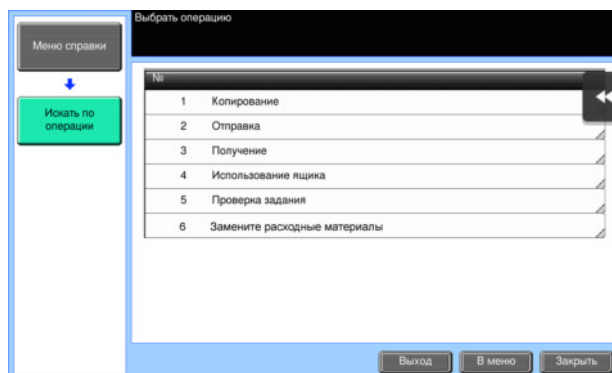 Выбрать операцию
Меню справки
Искать по
операции
№
1 Копирование
2 Отправка
3 Получение
4 Использование ящика
5 Проверка задания
6 Замените расходные материалы
Выход
В меню
Закрыть